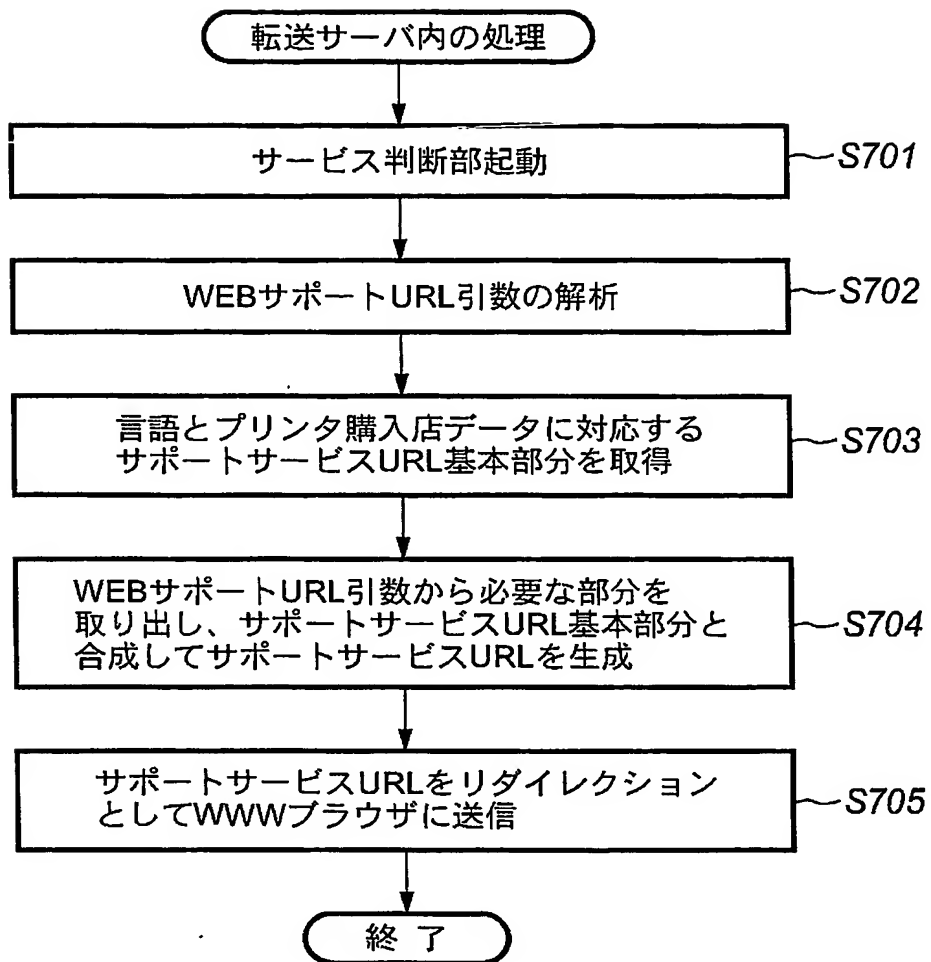 転送サーバ内の処理
サービス判断部起動
S701
WEBサポートURL引数の解析
S702
言語とプリンタ購入店データに対応する
サポートサービスURL基本部分を取得
S703
WEBサポートURL引数から必要な部分を
取り出し、サポートサービスURL基本部分と
合成してサポートサービスURLを生成
S704
サポートサービスURLをリダイレクション
としてWWWブラウザに送信
S705
終 了